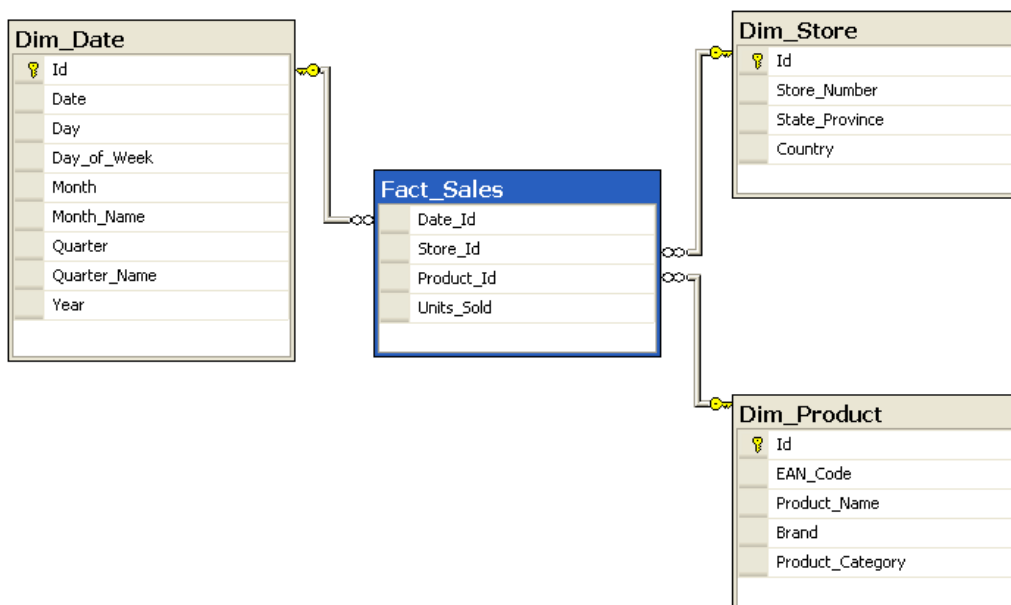 Dim_Date
Id
Date
Day
Day_of_Week
Month
Month_Name
Quarter
Quarter_Name
Year
Fact_Sales
Date_Id
Store_Id
Product_Id
Units_Sold
Dim_Store
Id
Store_Number
State_Province
Country
Dim_Product
Id
EAN_Code
Product_Name
Brand
Product_Category